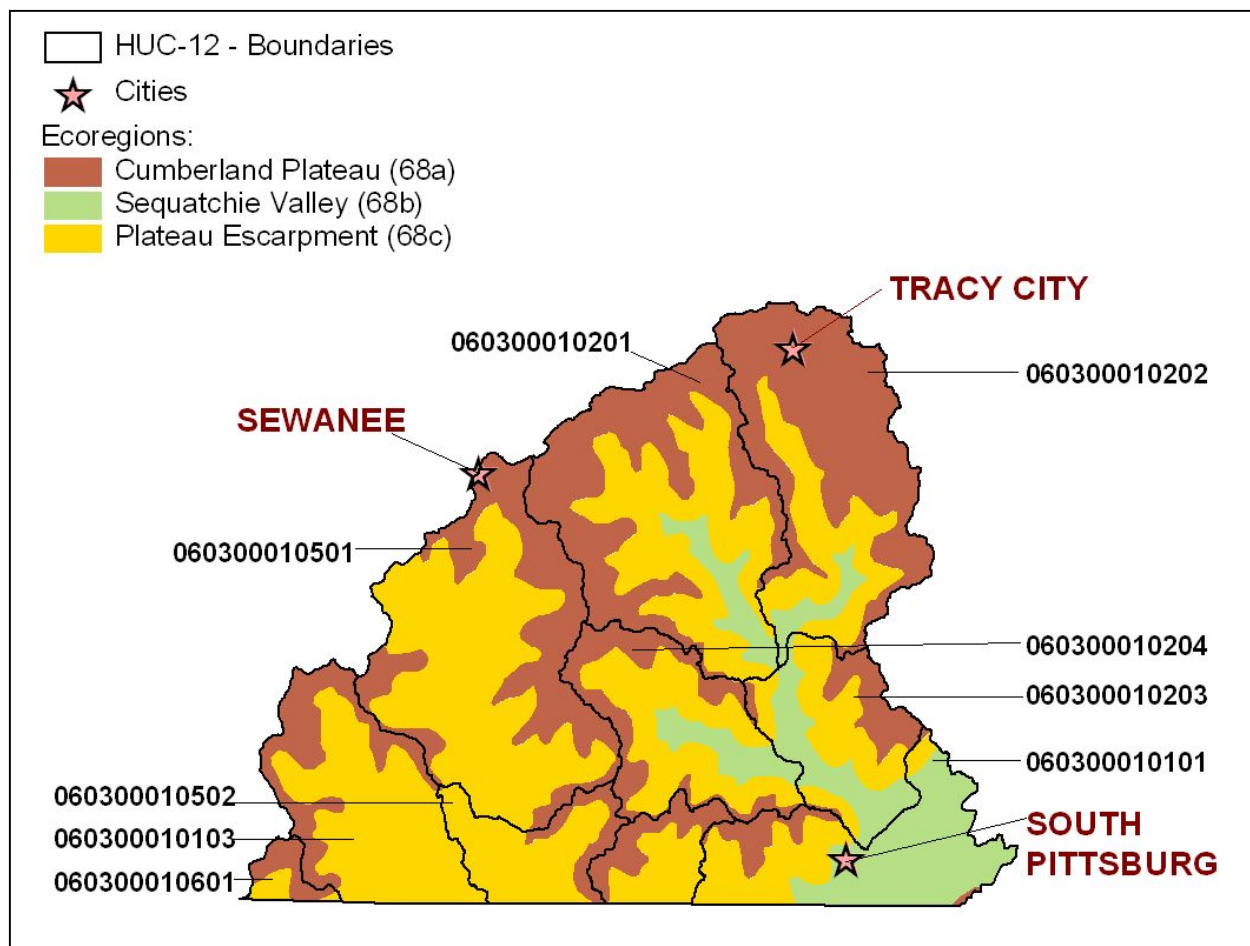 HUC-12 - Boundaries
Cities
Ecoregions:
Cumberland Plateau (68a)
Sequatchie Valley (68b)
Plateau Escarpment (68c)
TRACY CITY
060300010201
060300010202
SEWANEE
060300010501
060300010204
060300010203
060300010101
060300010502
060300010103
060300010601
SOUTH
PITTSBURG